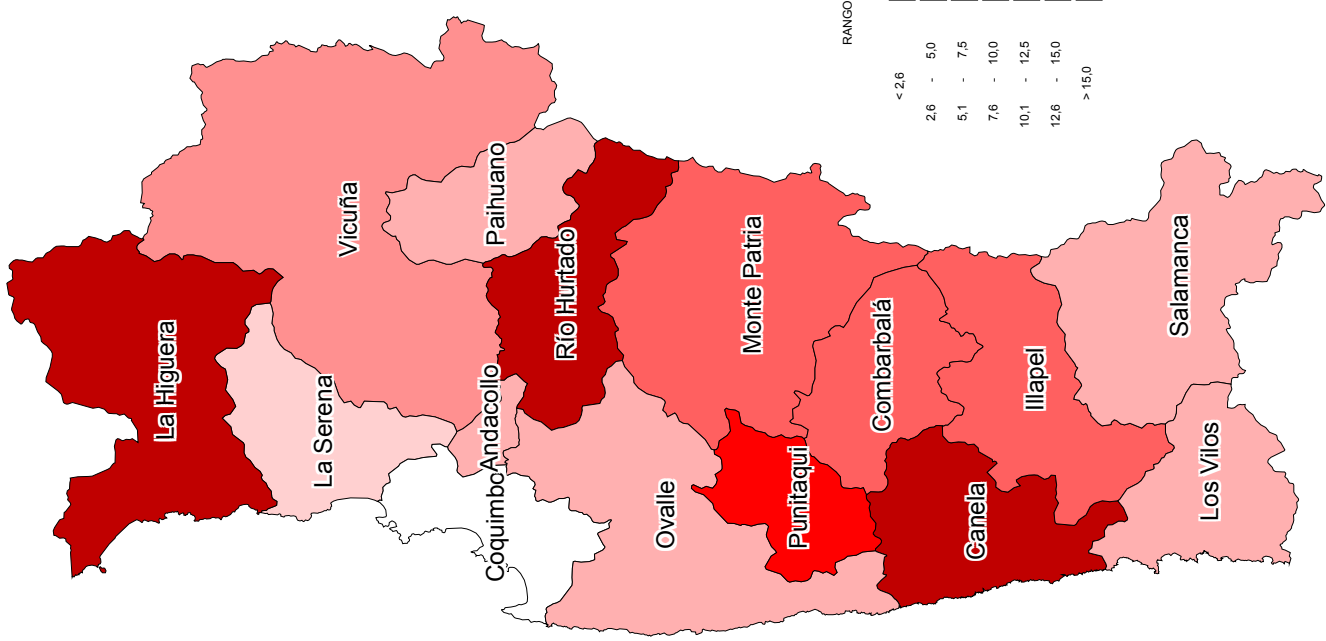 La Higuera
La Serena
Vicuña
Paihuano
Coquimbo
Andacollo
Río Hurtado
Ovalle
Monte Patria
Punitaqui
Combarbalá
Canela
Illapel
Salamanca
Los Vilos
RANGO
< 2,6
2,6 - 5,0
5,1 - 7,5
7,6 - 10,0
10,1 - 12,5
12,6 - 15,0
> 15,0